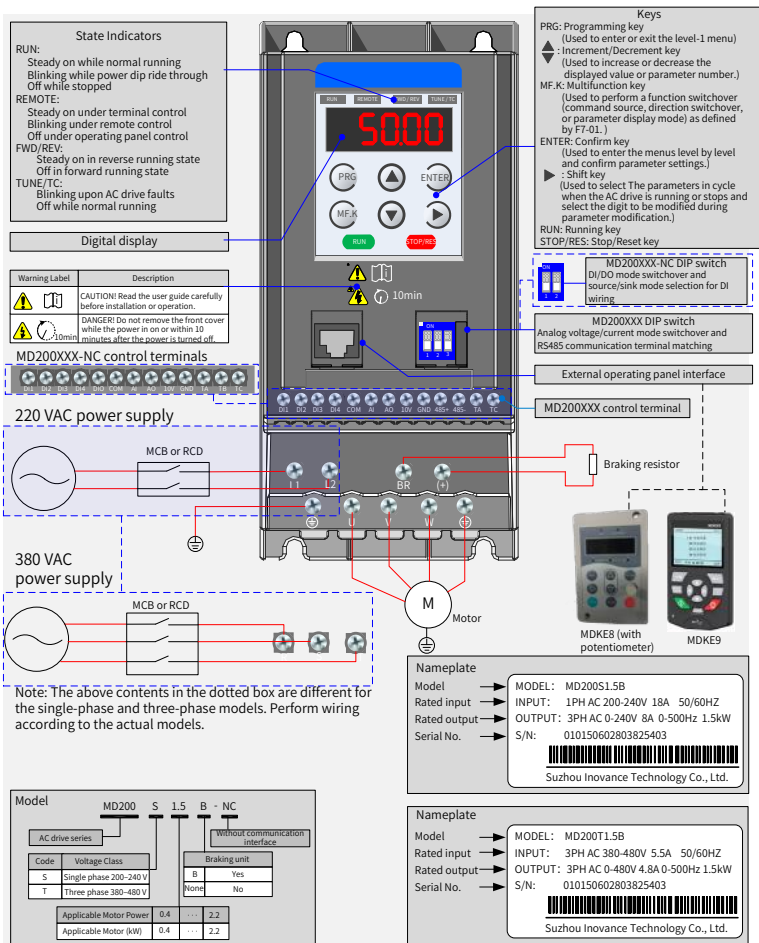 State Indicators
RUN:
Steady on while normal running
Blinking while power dip ride through
Off while stopped
REMOTE:
Steady on under terminal control
Blinking under remote control
Off under operating panel control
FWD/REV:
Steady on in reverse running state
Off in forward running state
TUNE/TC:
Blinking upon AC drive faults
Off while normal running
Digital display
Warning Label Description
CAUTION! Read the user guide carefully
before installation or operation.
10min
DANGER! Do not remove the front cover
while the power in on or within 10
minutes after the power is turned off.
RUN REMOTE FWD/REV TUNE/TC
50.00
PRG ENTER
MF.K
RUN STOP/RES
10min
ON
1 2 3
Keys
PRG: Programming key
(Used to enter or exit the level-1 menu)
: Increment/Decrement key
(Used to increase or decrease the
displayed value or parameter number.)
MF.K: Multifunction key
(Used to perform a function switchover
(command source, direction switchover,
or parameter display mode) as defined
by F7-01. )
ENTER: Confirm key
(Used to enter the menus level by level
and confirm parameter settings.)
: Shift key
(Used to select The parameters in cycle
when the AC drive is running or stops and
select the digit to be modified during
parameter modification.)
RUN: Running key
STOP/RES: Stop/Reset key
ON
1 2
MD200XXX-NC DIP switch
DI/DO mode switchover and
source/sink mode selection for DI
wiring
MD200XXX DIP switch
Analog voltage/current mode switchover and
RS485 communication terminal matching
External operating panel interface
MD200XXX control terminal
MD200XXX-NC control terminals
DI1 DI2 DI3 DI4 DIO COM AI AO 10V GND TA TB TC
DI1 DI2 DI3 DI4 COM AI AO 10V GND 485+ 485- TA TC
220 VAC power supply
MCB or RCD
L1 L2 BR (+)
U V W
Braking resistor
380 VAC
power supply
MCB or RCD
M
Motor
MDKE8 (with
potentiometer)
MDKE9
Note: The above contents in the dotted box are different for
the single-phase and three-phase models. Perform wiring
according to the actual models.
Nameplate
Model MODEL: MD200S1.5B
Rated input INPUT: 1PH AC 200-240V 18A 50/60HZ
Rated output OUTPUT: 3PH AC 0-240V 8A 0-500Hz 1.5kW
Serial No. S/N: 010150602803825403
Suzhou Inovance Technology Co., Ltd.
Model
MD200 S 1.5 B - NC
AC drive series
Without communication
interface
Code Voltage Class
S Single phase 200–240 V
T Three phase 380–480 V
Braking unit
B Yes
None No
Applicable Motor Power 0.4 ··· 2.2
Applicable Motor (kW) 0.4 ··· 2.2
Nameplate
Model MODEL: MD200T1.5B
Rated input INPUT: 3PH AC 380-480V 5.5A 50/60HZ
Rated output OUTPUT: 3PH AC 0-480V 4.8A 0-500Hz 1.5kW
Serial No. S/N: 010150602803825403
Suzhou Inovance Technology Co., Ltd.